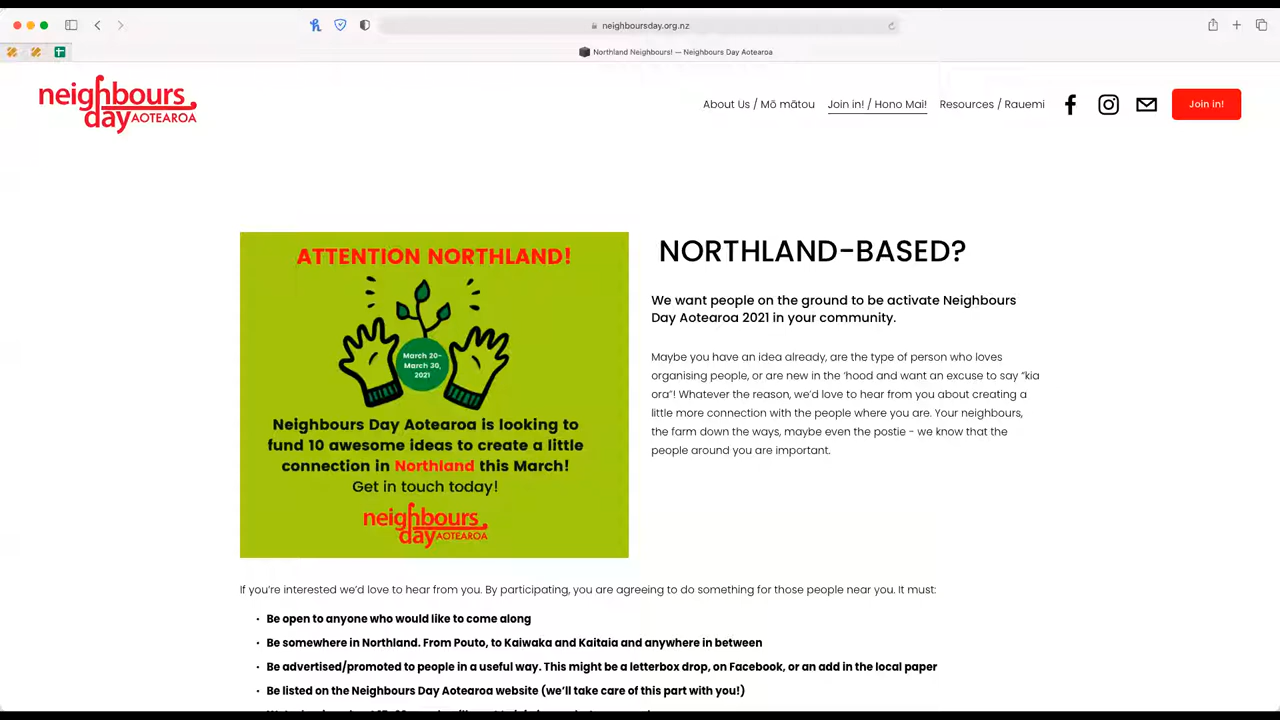 neighboursday.org.nz
Northland Neighbours! — Neighbours Day Aotearoa
neighbours
day AOTEAROA
About Us / Mō mātou
Join in! / Hono Mai!
Resources / Rauemi
Join in!
ATTENTION NORTHLAND!
March 20-
March 30,
2021
Neighbours Day Aotearoa is looking to
fund 10 awesome ideas to create a little
connection in Northland this March!
Get in touch today!
neighbours
day AOTEAROA
NORTHLAND-BASED?
We want people on the ground to be activate Neighbours
Day Aotearoa 2021 in your community.
Maybe you have an idea already, are the type of person who loves
organising people, or are new in the ‘hood and want an excuse to say “kia
ora”! Whatever the reason, we’d love to hear from you about creating a
little more connection with the people where you are. Your neighbours,
the farm down the ways, maybe even the postie - we know that the
people around you are important.
If you’re interested we’d love to hear from you. By participating, you are agreeing to do something for those people near you. It must:
• Be open to anyone who would like to come along
• Be somewhere in Northland. From Pouto, to Kaiwaka and Kaitaia and anywhere in between
• Be advertised/promoted to people in a useful way. This might be a letterbox drop, on Facebook, or an add in the local paper
• Be listed on the Neighbours Day Aotearoa website (we’ll take care of this part with you!)